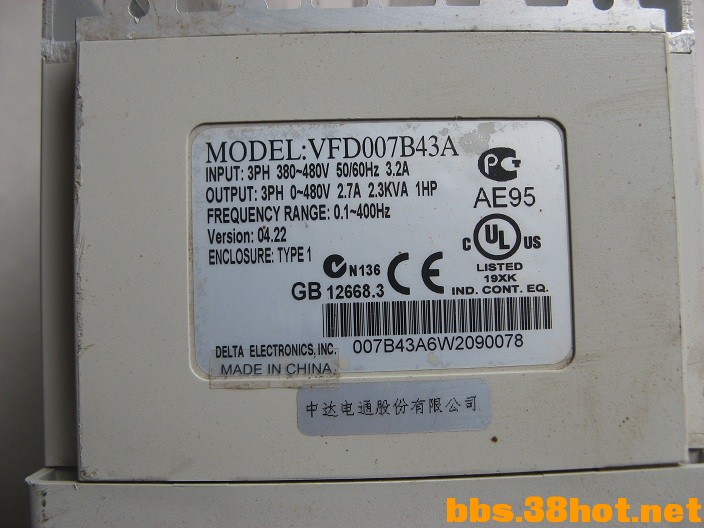 MODEL:VFD007B43A
INPUT: 3PH 380~480V 50/60Hz 3.2A
OUTPUT: 3PH 0~480V 2.7A 2.3KVA 1HP
FREQUENCY RANGE: 0.1~400Hz
Version: 04.22
ENCLOSURE: TYPE 1
PCT
AE95
C UL US
LISTED
19XK
IND. CONT. EQ.
N136 CE
GB 12668.3
007B43A6W2090078
DELTA ELECTRONICS, INC.
MADE IN CHINA
中达电通股份有限公司
bbs.38hot.net